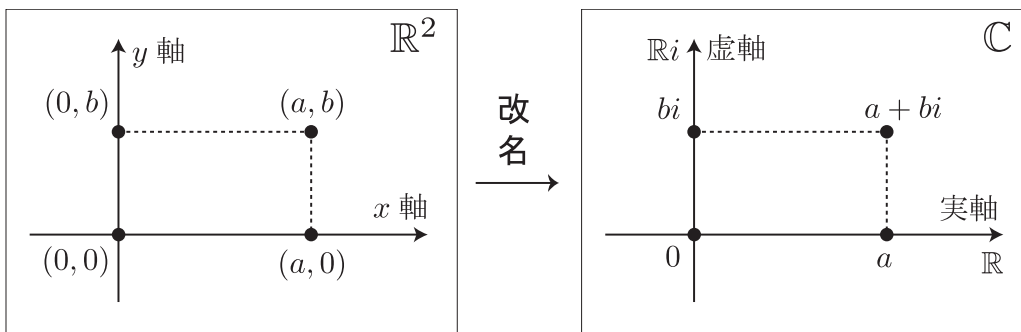 ℝ²
y 軸
(0, b)
(a, b)
x 軸
(0, 0)
(a, 0)
改
名
ℂ
ℝi 虚軸
bi
a + bi
実軸
0
a
ℝ